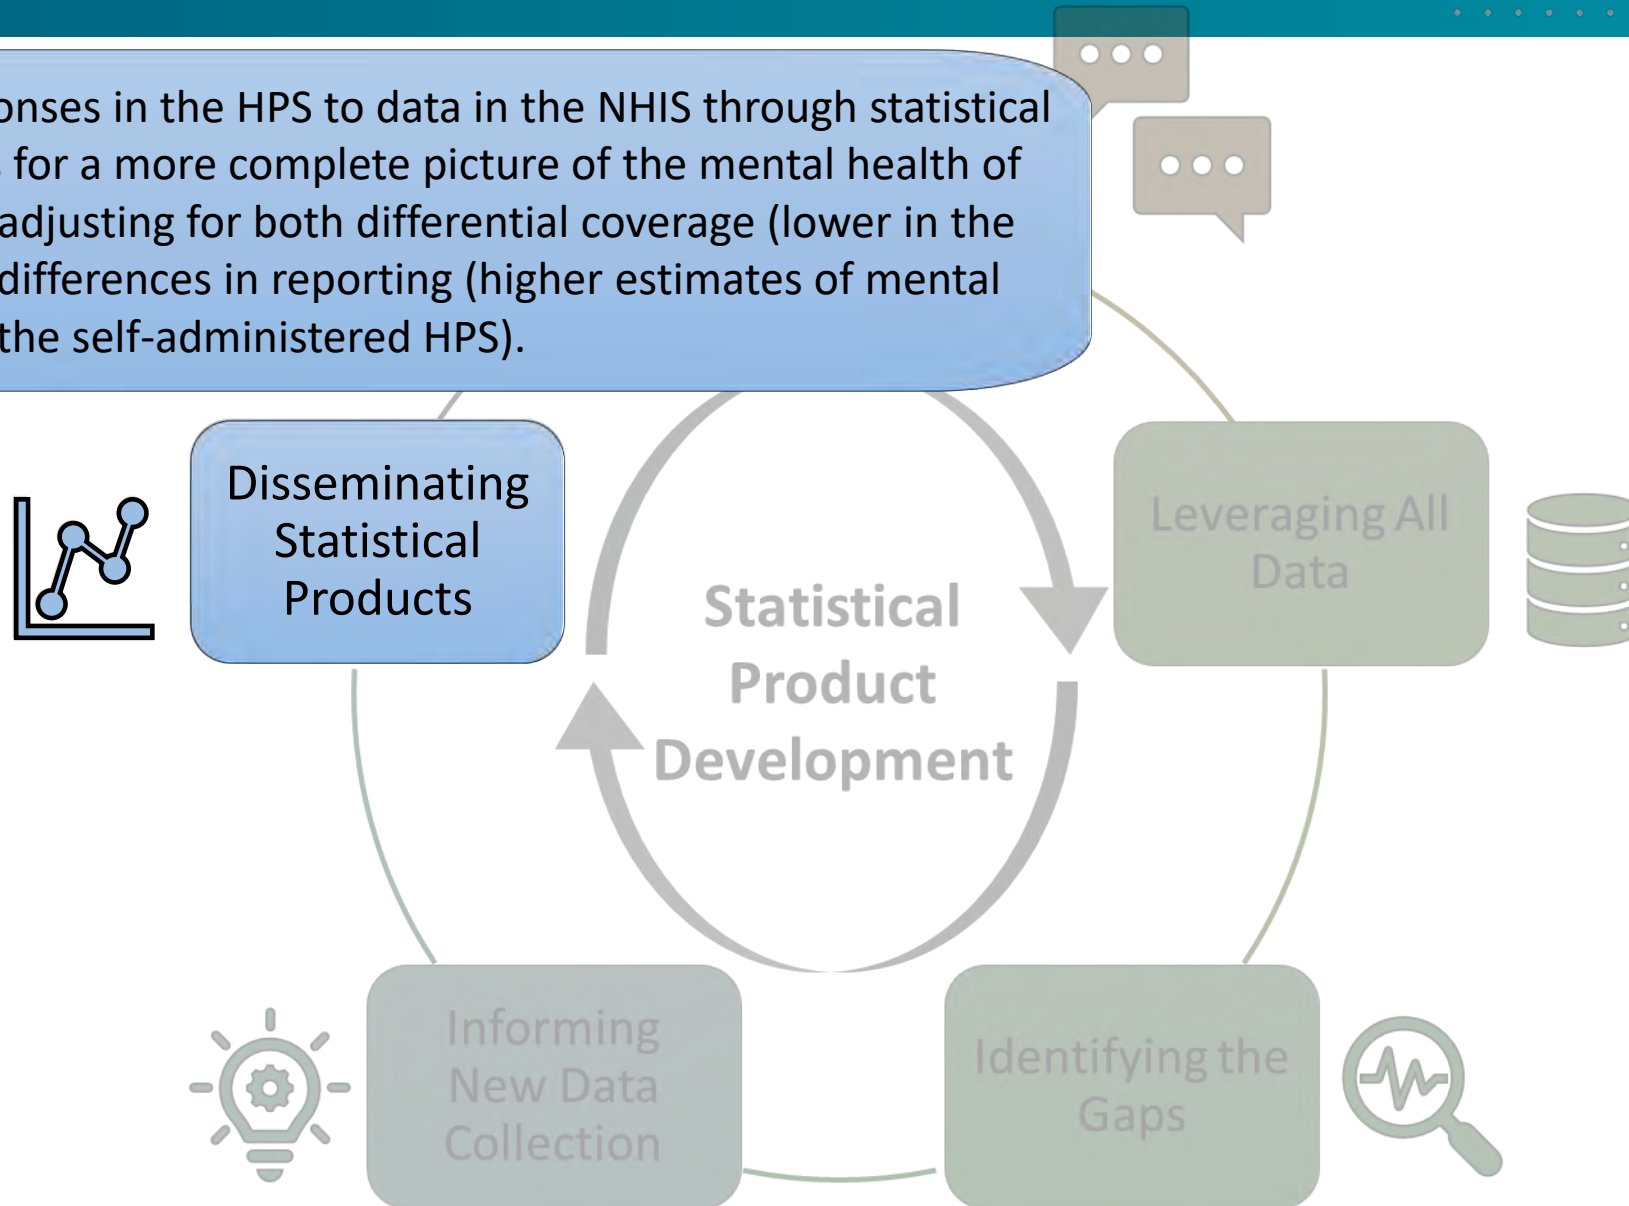 onses in the HPS to data in the NHIS through statistical
for a more complete picture of the mental health of
adjusting for both differential coverage (lower in the
differences in reporting (higher estimates of mental
the self-administered HPS).
Disseminating
Statistical
Products
Leveraging All
Data
Statistical
Product
Development
Informing
New Data
Collection
Identifying the
Gaps